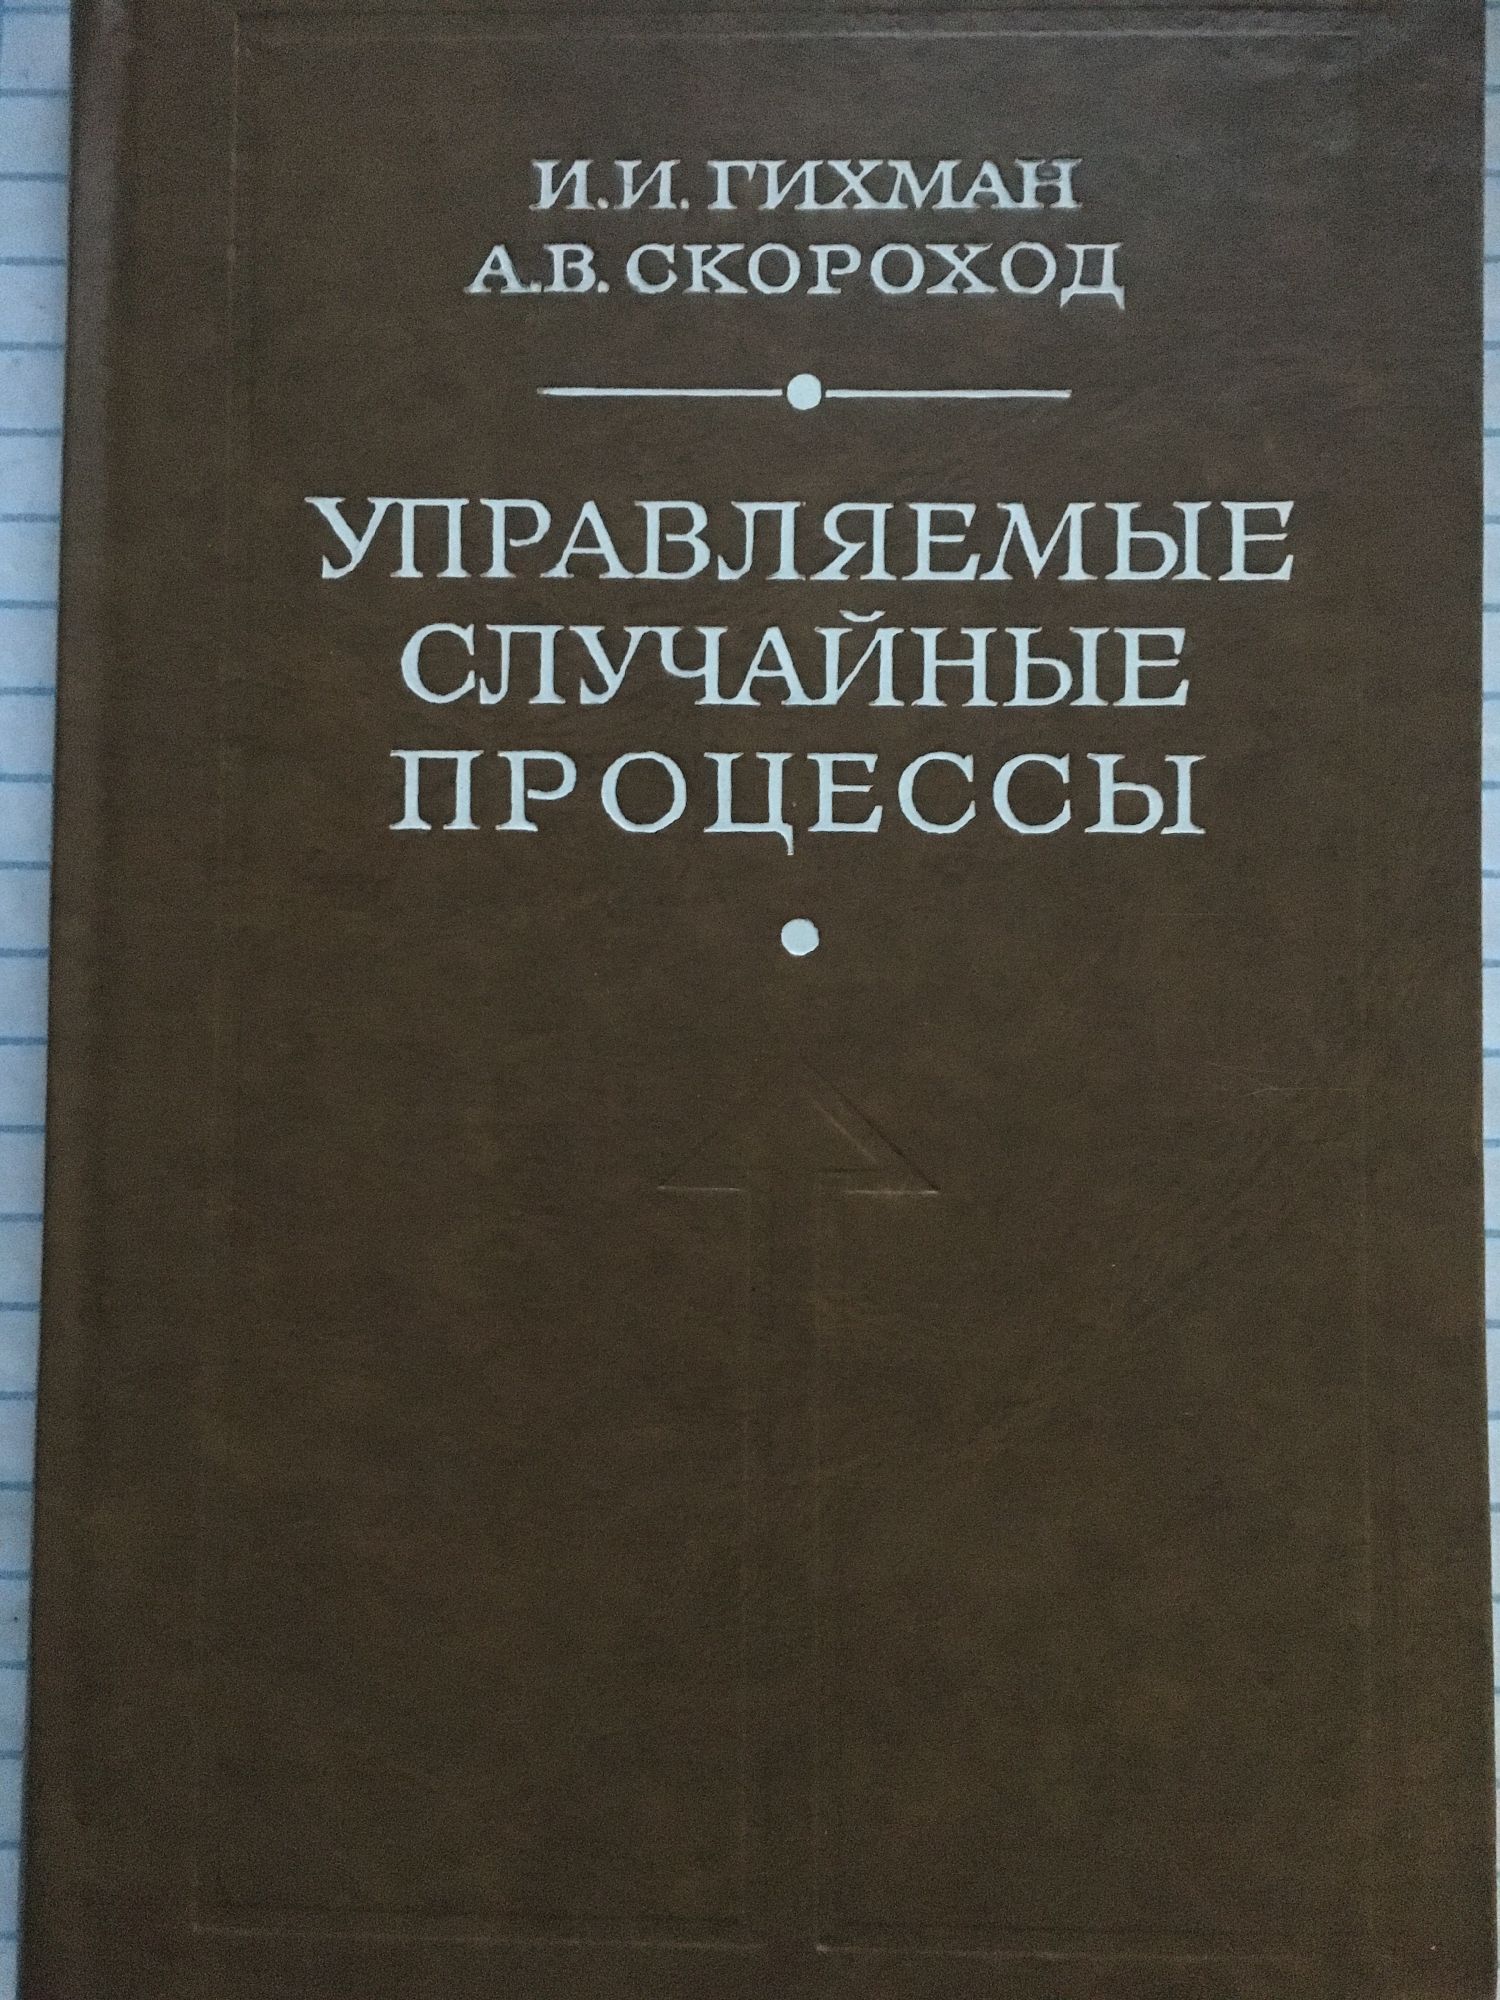 И.И. ГИХМАН
А.В. СКОРОХОД
УПРАВЛЯЕМЫЕ
СЛУЧАЙНЫЕ
ПРОЦЕССЫ